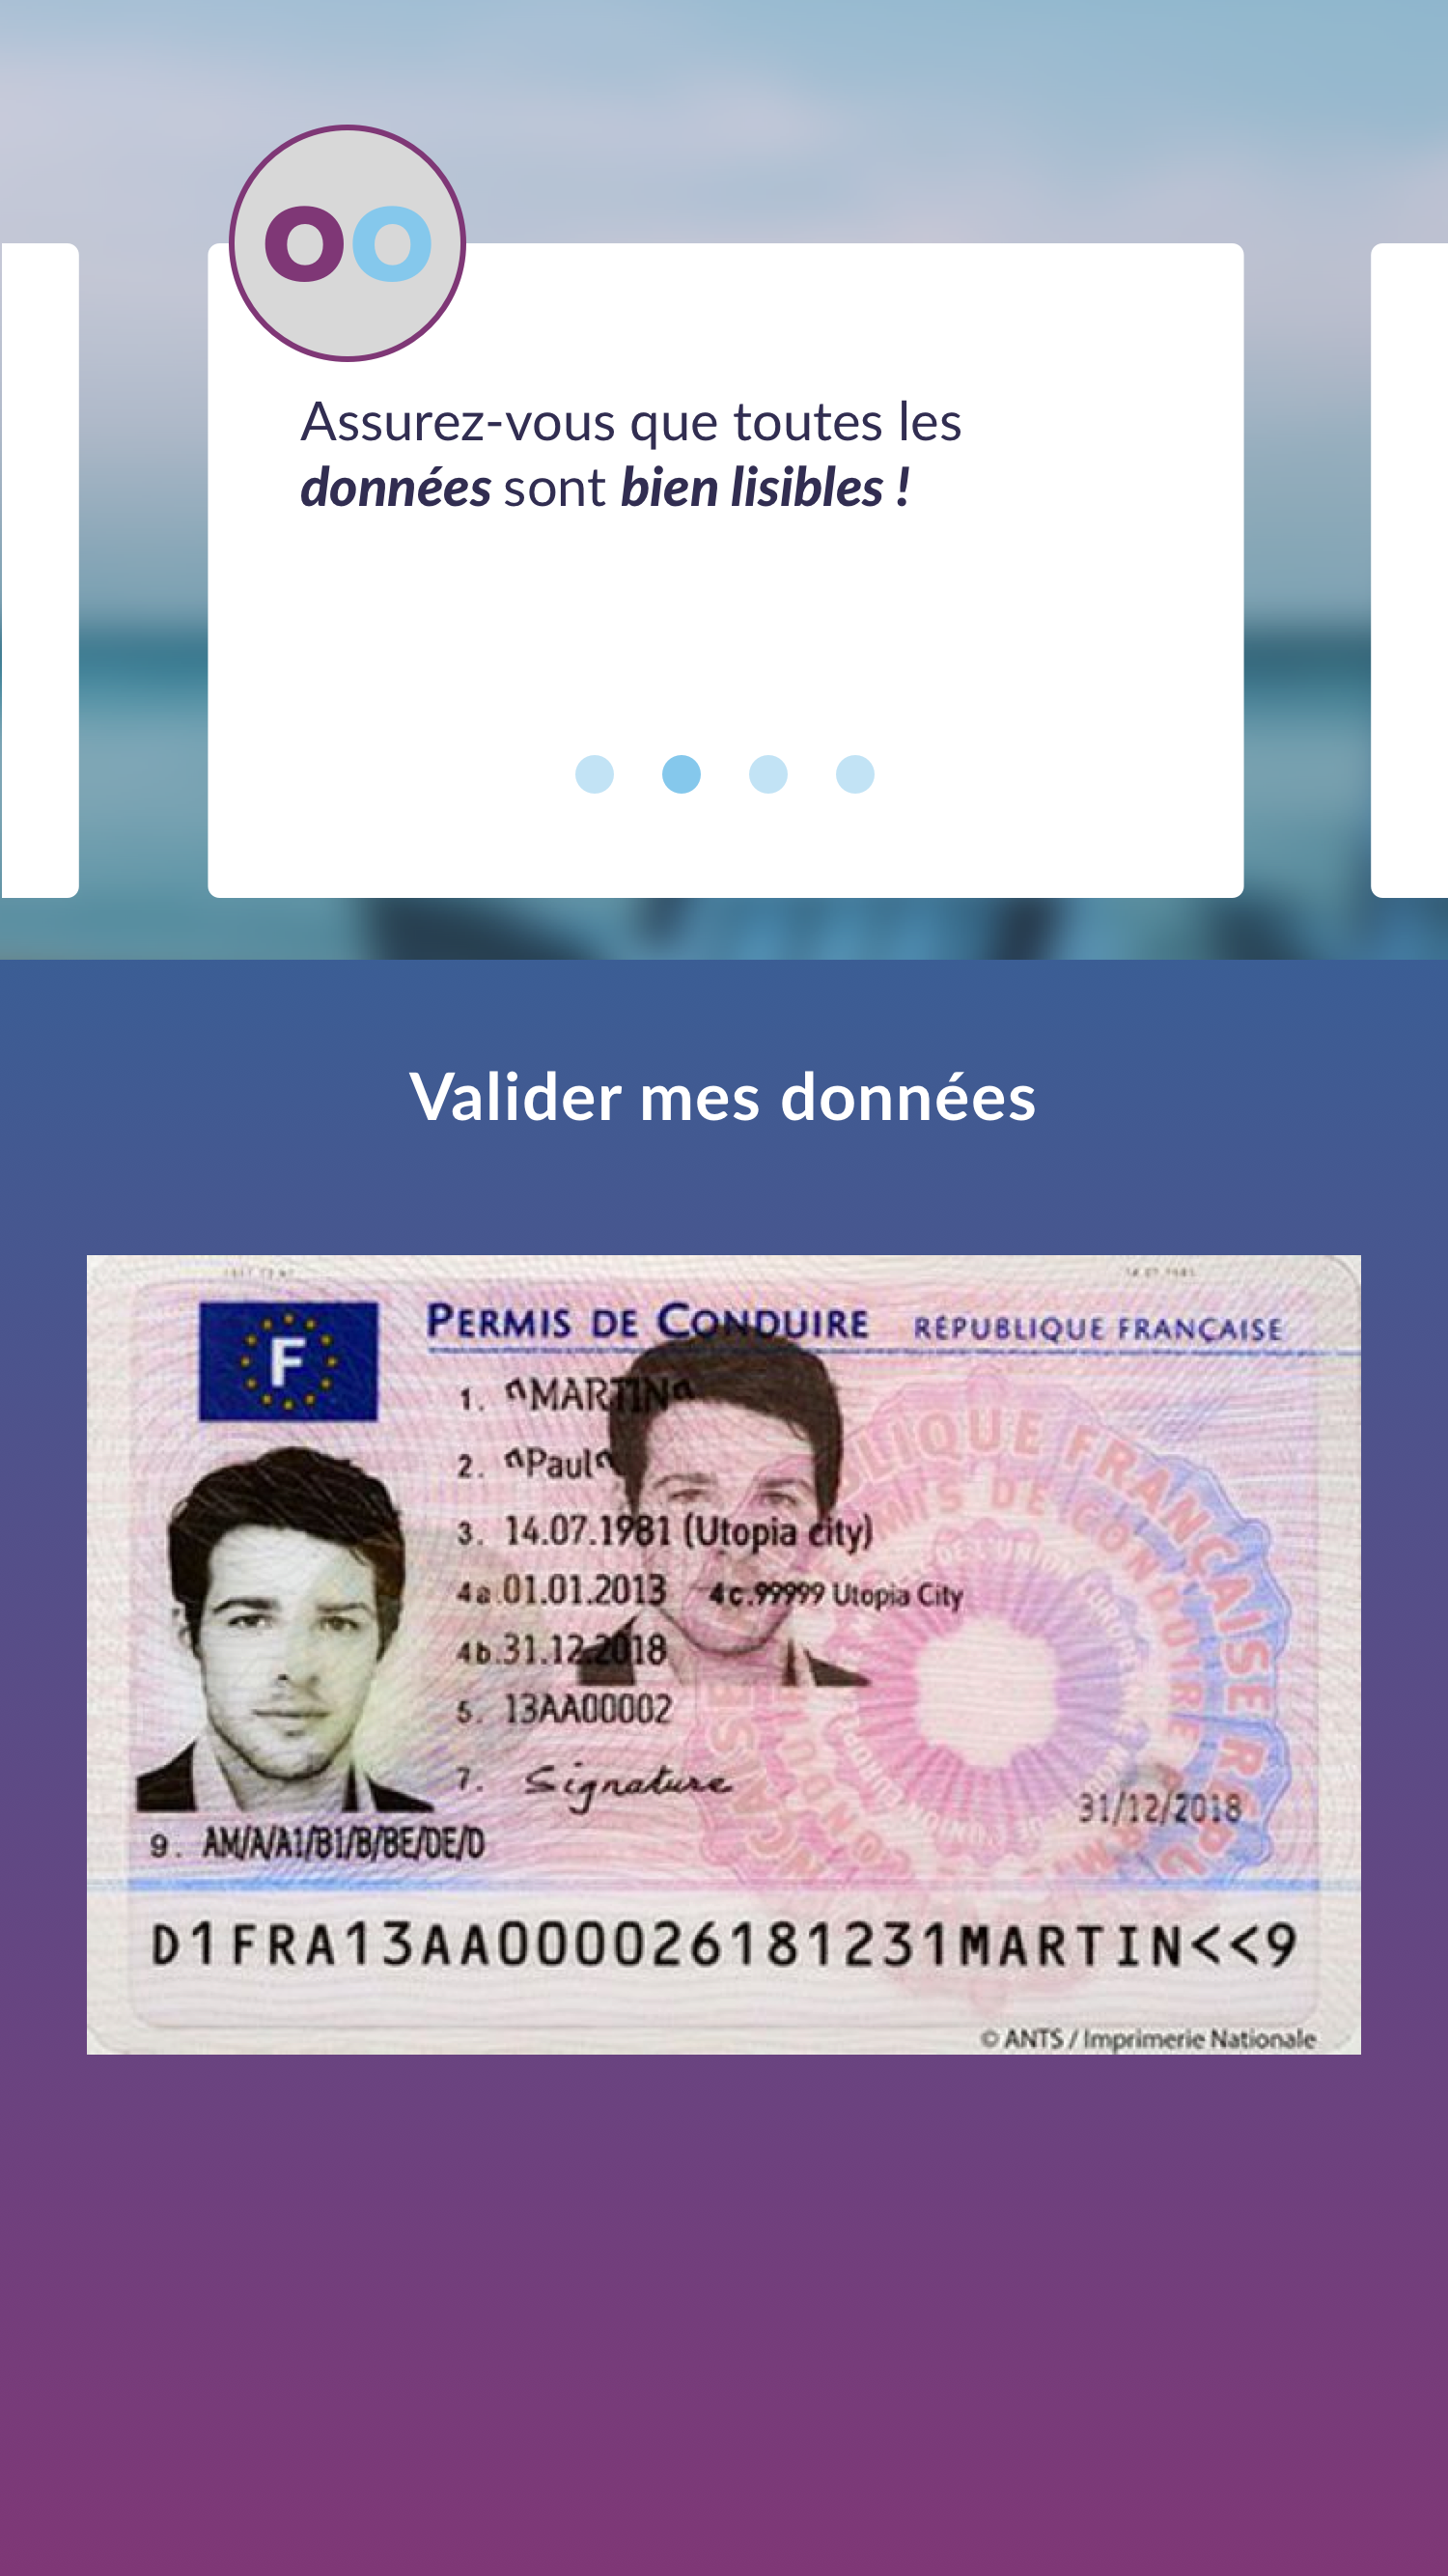 oo
Assurez-vous que toutes les
données sont bien lisibles !
Valider mes données
F
PERMIS DE CONDUIRE RÉPUBLIQUE FRANÇAISE
1. MARTIN
2. Paul
3. 14.07.1981 (Utopia city)
4a.01.01.2013 4c.99999 Utopia City
4b.31.12.2018
5. 13AA00002
7. Signature
31/12/2018
9. AM/A/A1/B1/B/BE/DE/D
D1FRA13AA000026181231MARTIN<<9
© ANTS / Imprimerie Nationale